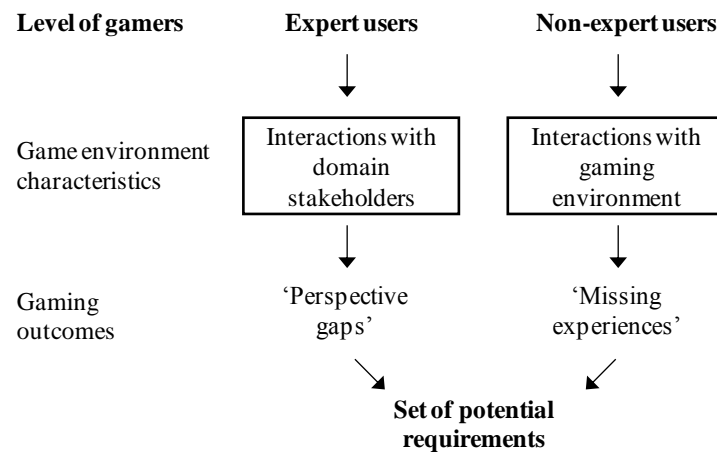 Level of gamers
Expert users
Non-expert users
Game environment
characteristics
Interactions with
domain
stakeholders
Interactions with
gaming
environment
Gaming
outcomes
‘Perspective
gaps’
‘Missing
experiences’
Set of potential
requirements